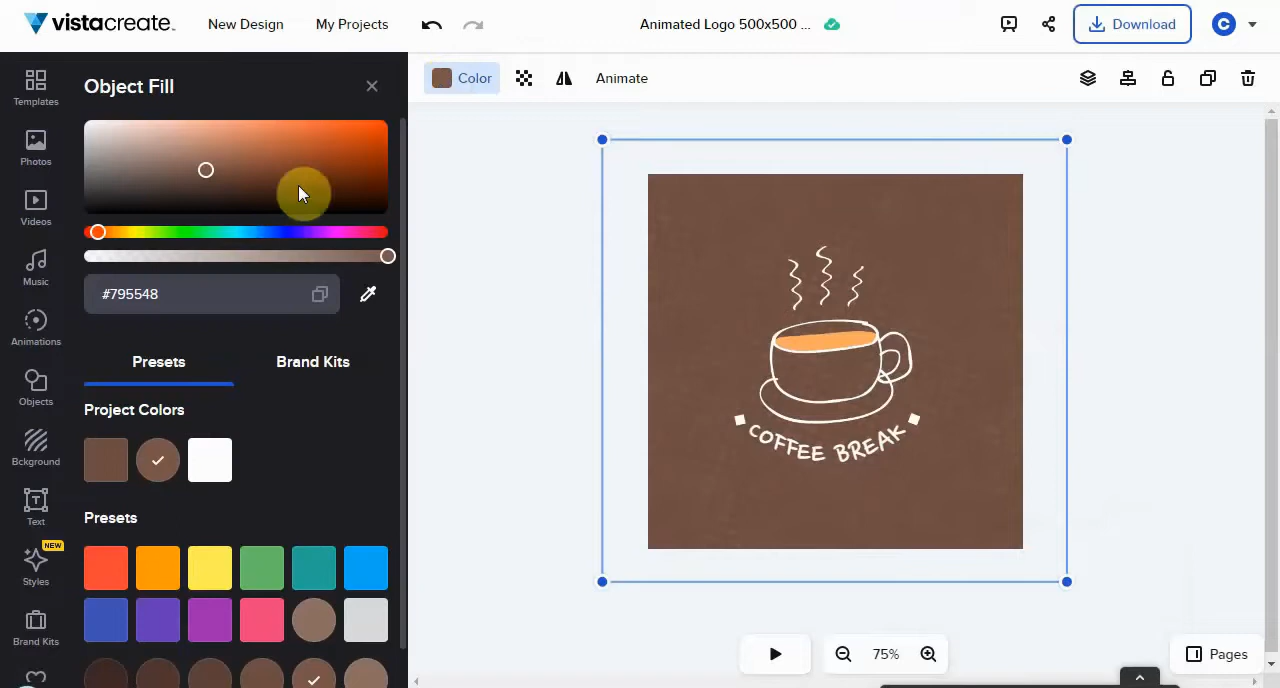 vistacreate
New Design
My Projects
Animated Logo 500x500 ...
Download
C
Templates
Photos
Videos
Music
Animations
Objects
Bckground
Text
NEW
Styles
Brand Kits
Object Fill
#795548
Presets
Brand Kits
Project Colors
Presets
Color
Animate
COFFEE BREAK
75%
Pages